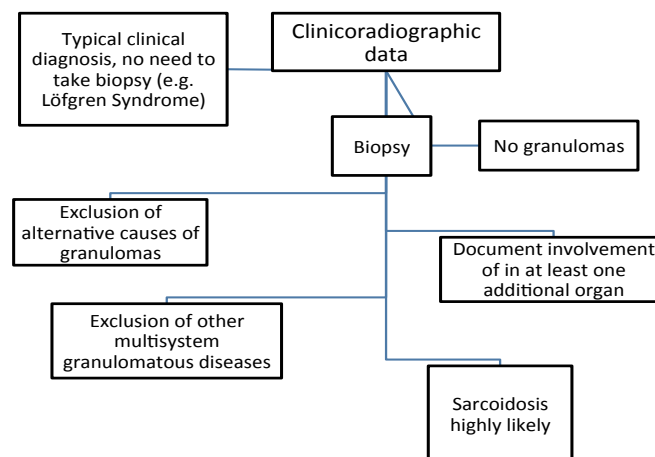 Typical clinical
diagnosis, no need to
take biopsy (e.g.
Löfgren Syndrome)
Clinicoradiographic
data
Biopsy
No granulomas
Exclusion of
alternative causes of
granulomas
Document involvement
of in at least one
additional organ
Exclusion of other
multisystem
granulomatous diseases
Sarcoidosis
highly likely